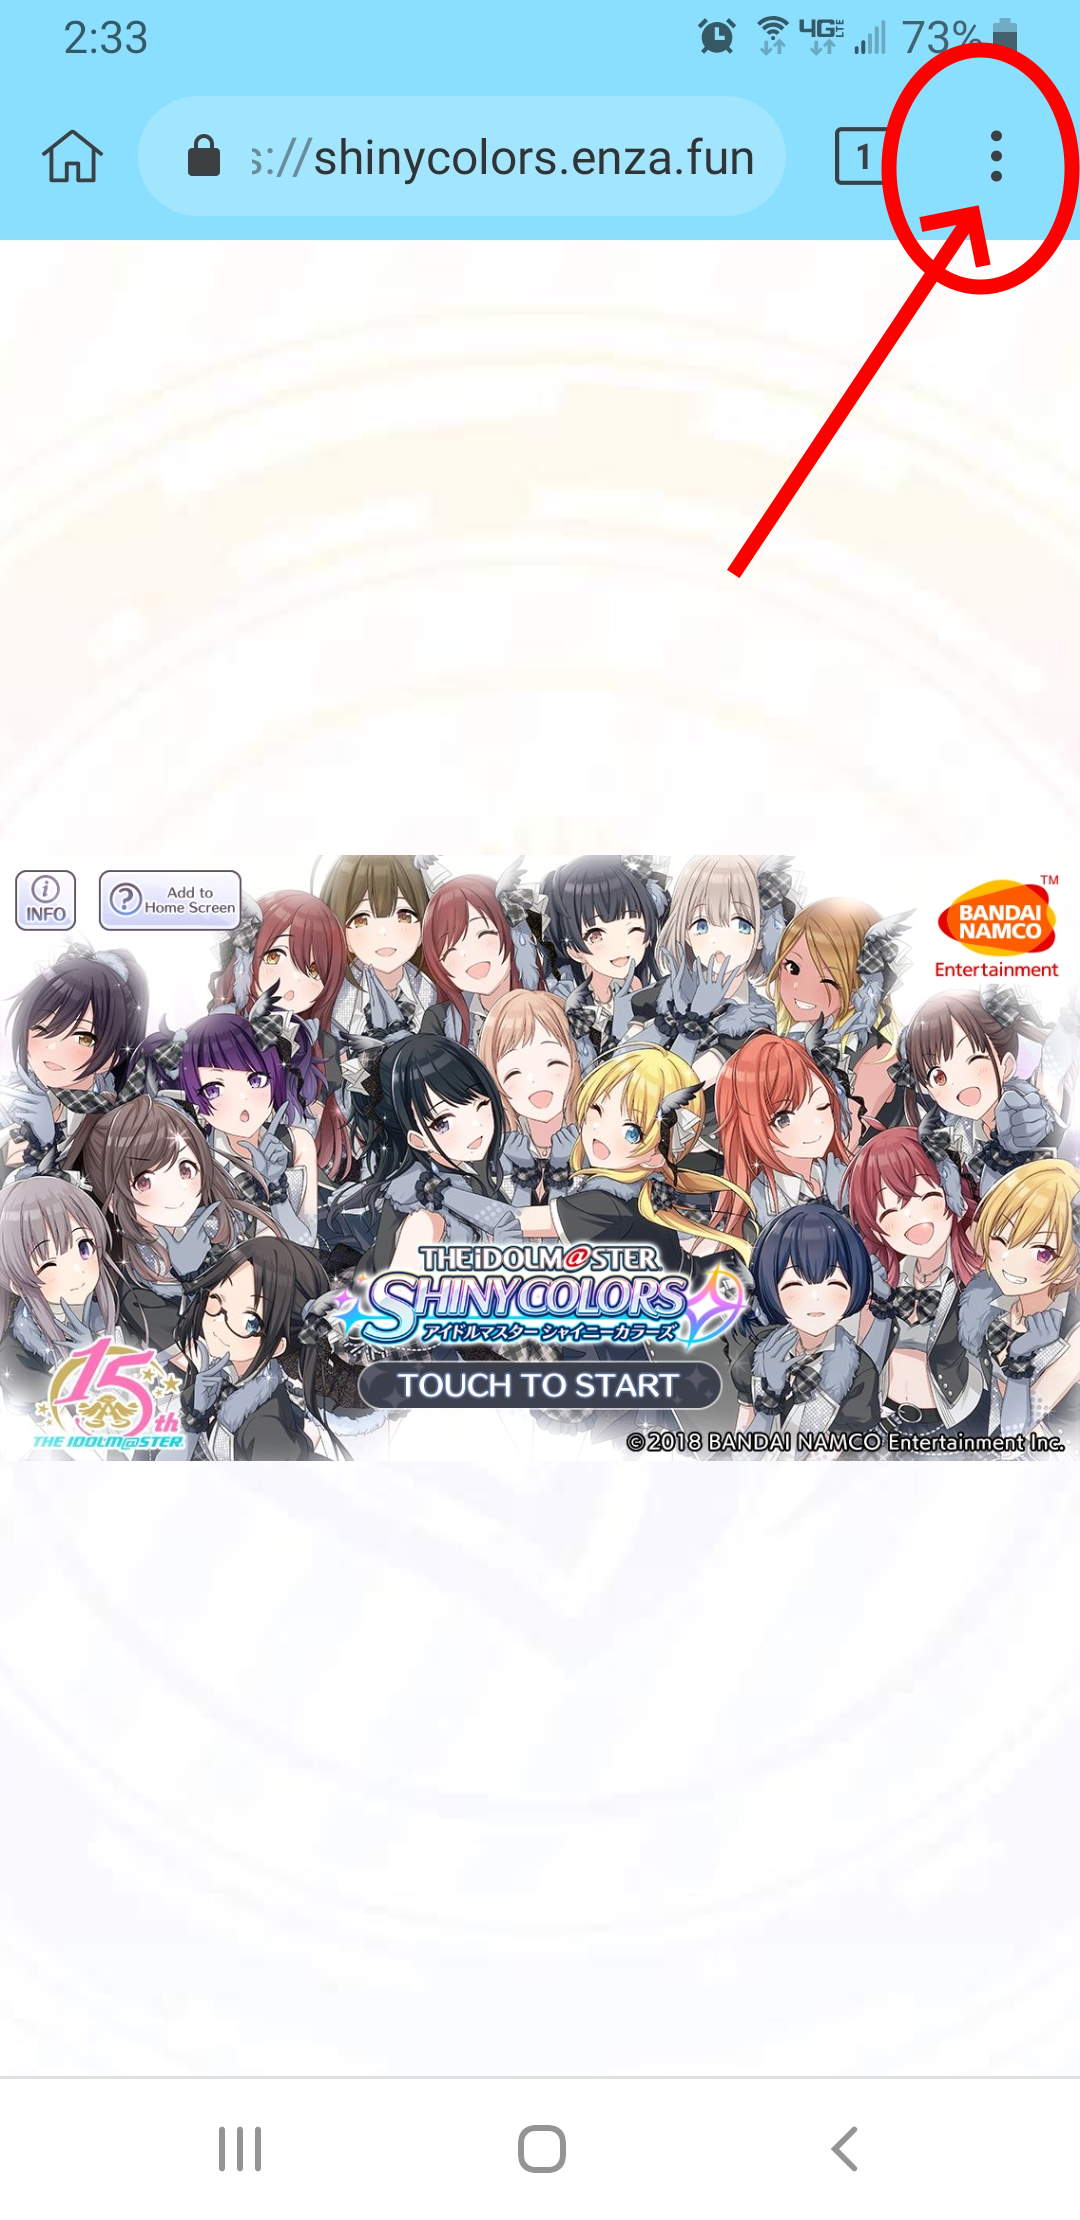 2:33
4G LTE
73%
s://shinycolors.enza.fun
1
INFO
Add to
Home Screen
TM
BANDAI
NAMCO
Entertainment
THE iDOLM@STER
SHINYCOLORS
アイドルマスター シャイニーカラーズ
TOUCH TO START
15th
THE IDOLM@STER
©2018 BANDAI NAMCO Entertainment Inc.